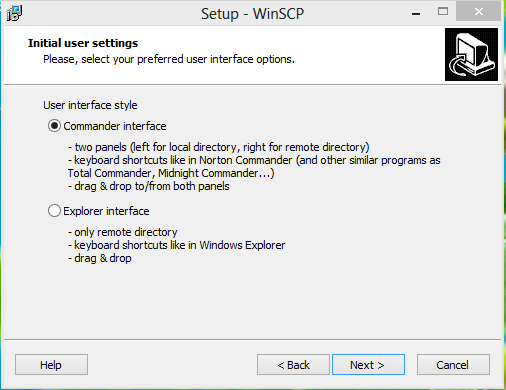 Setup - WinSCP
Initial user settings
Please, select your preferred user interface options.
User interface style
Commander interface
- two panels (left for local directory, right for remote directory)
- keyboard shortcuts like in Norton Commander (and other similar programs as
Total Commander, Midnight Commander...)
- drag & drop to/from both panels
Explorer interface
- only remote directory
- keyboard shortcuts like in Windows Explorer
- drag & drop
Help
< Back
Next >
Cancel